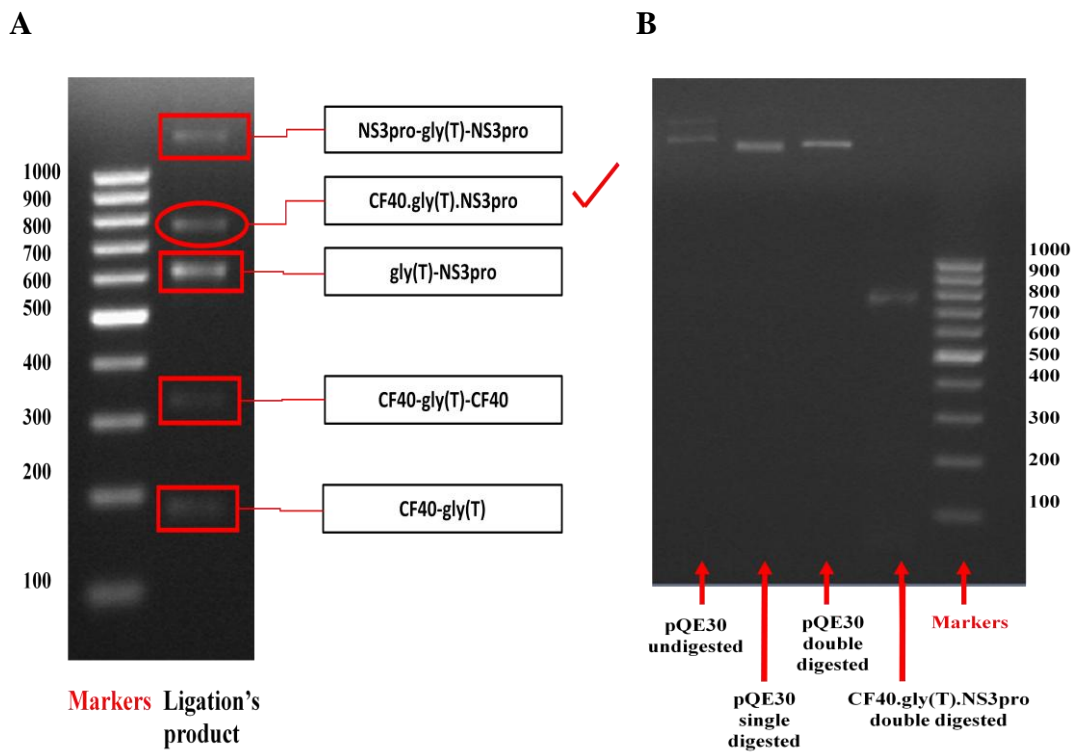 A
B
1000
900
800
700
600
500
400
300
200
100
NS3pro-gly(T)-NS3pro
CF40.gly(T).NS3pro
gly(T)-NS3pro
CF40-gly(T)-CF40
CF40-gly(T)
Markers
Ligation’s
product
1000
900
800
700
600
500
400
300
200
100
pQE30
undigested
pQE30
single
digested
pQE30
double
digested
CF40.gly(T).NS3pro
double digested
Markers